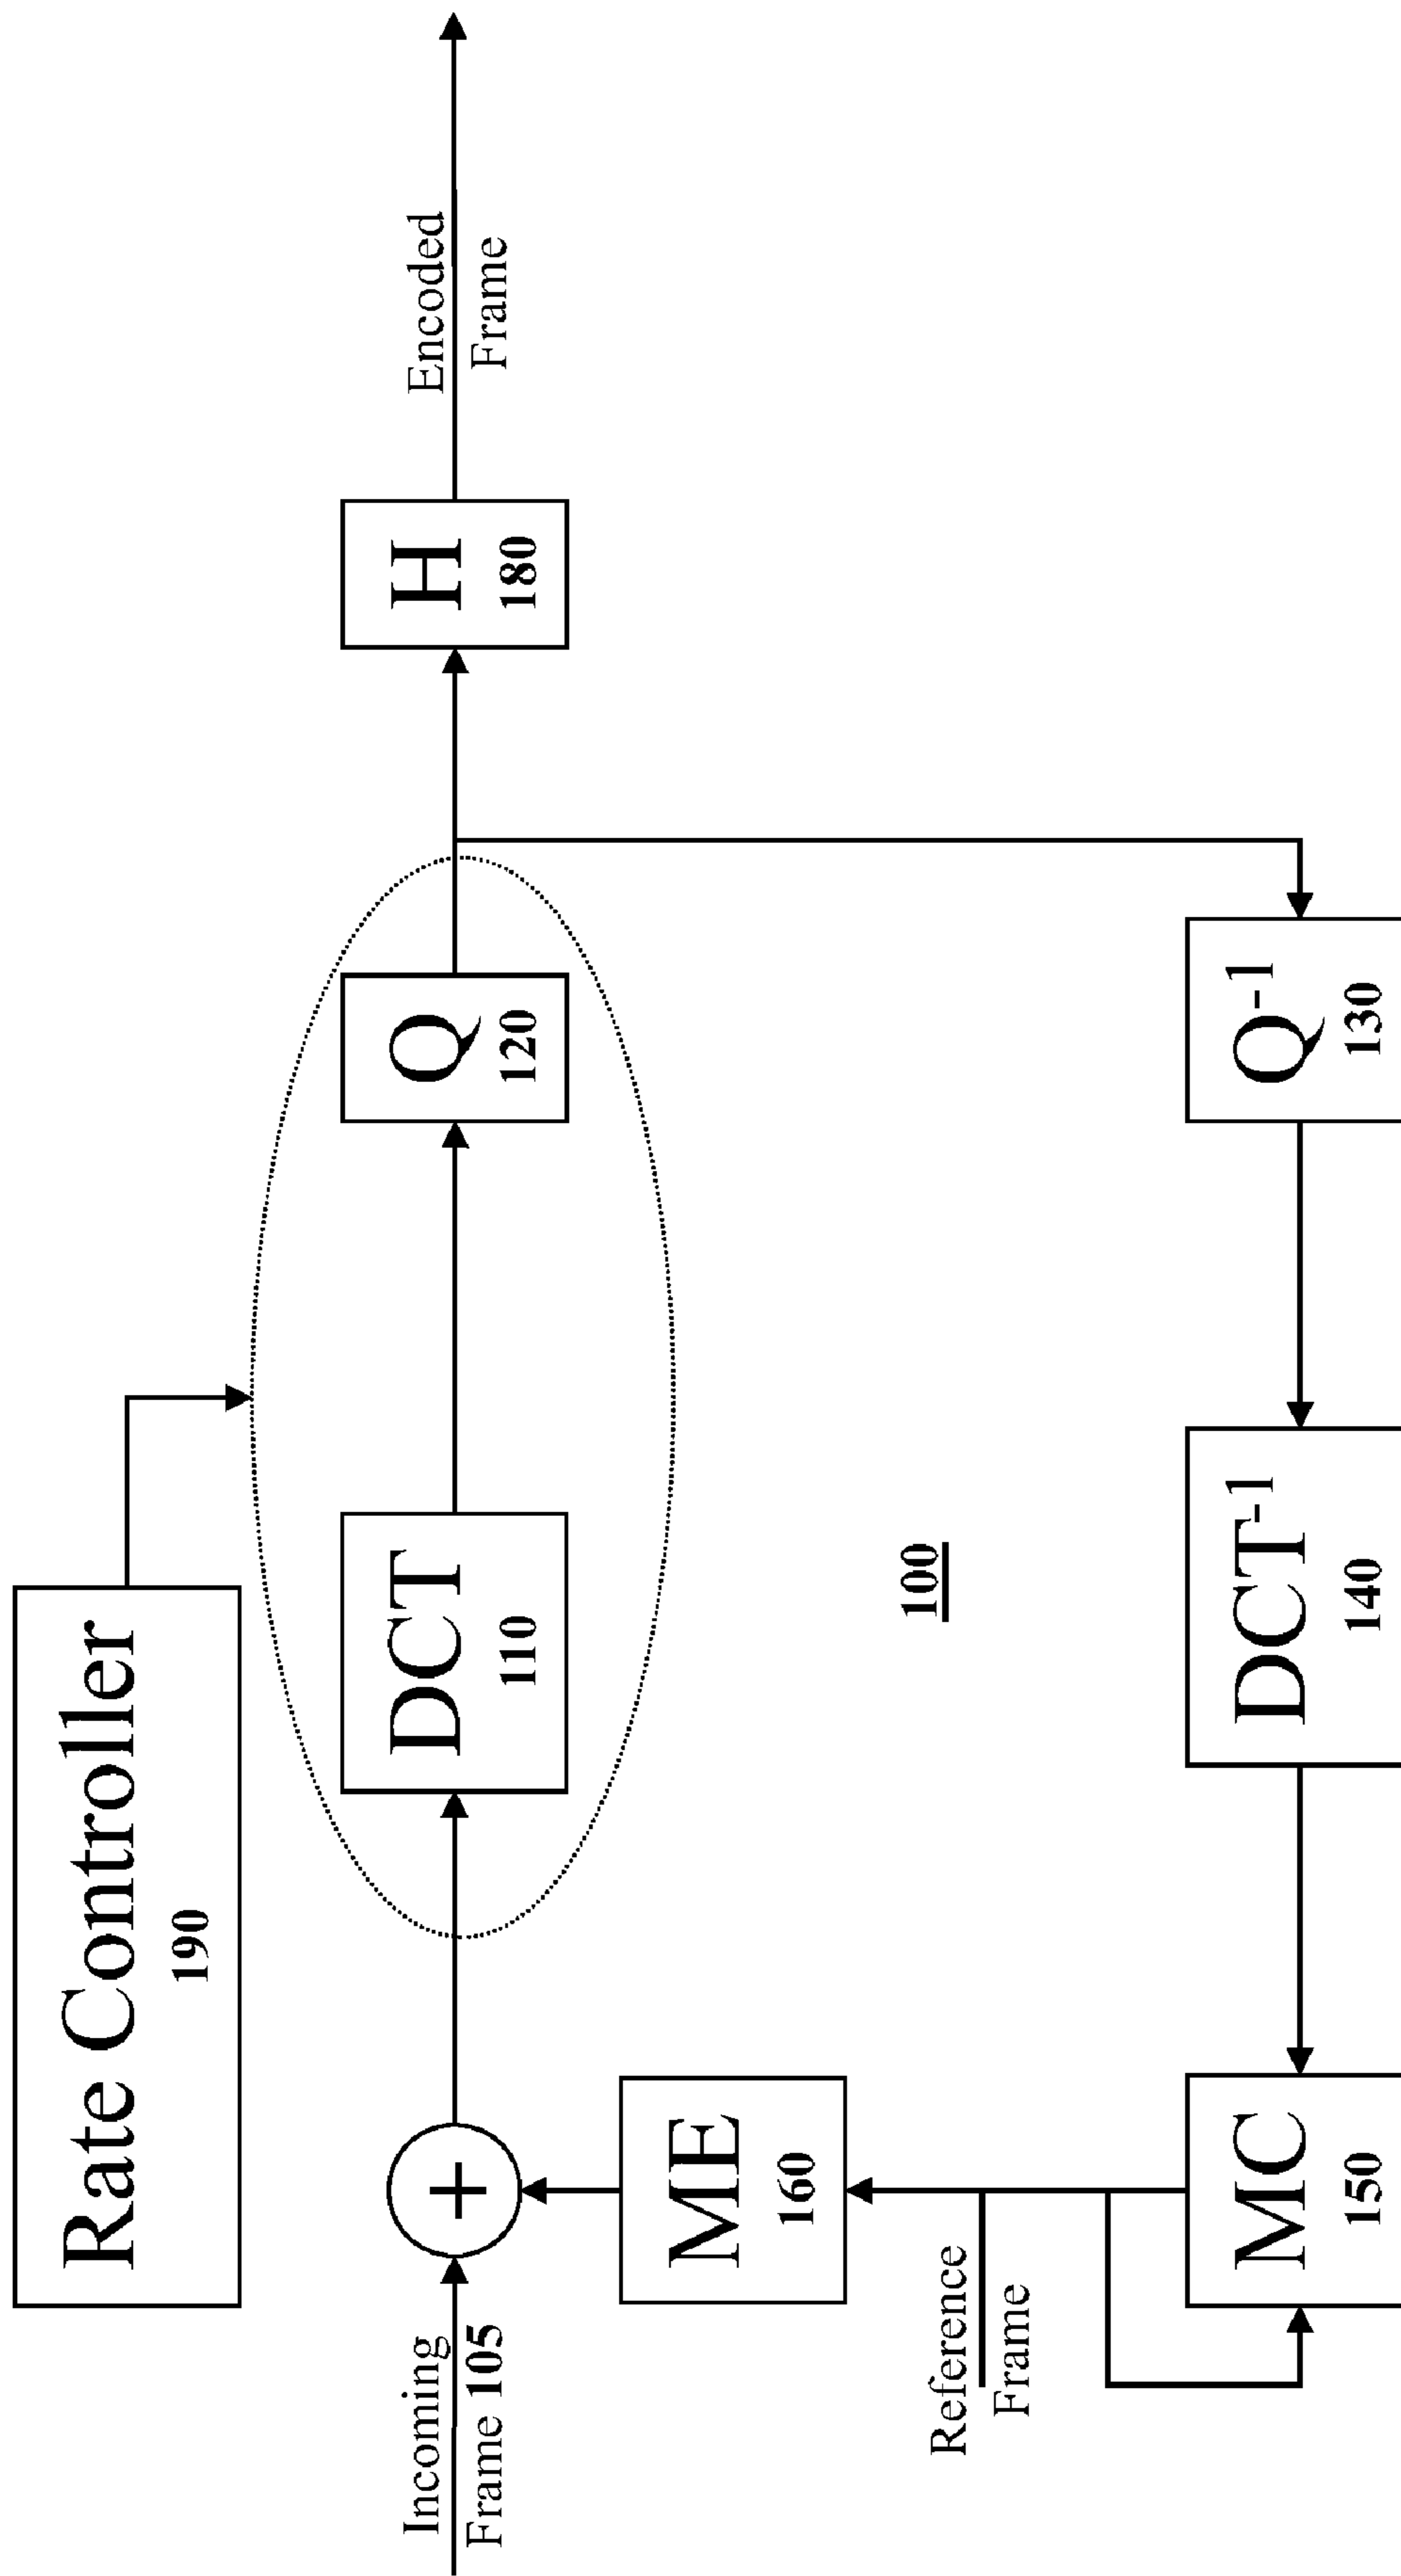 Rate Controller
190
Incoming
Frame 105
+
DCT
110
Q
120
H
180
Encoded
Frame
ME
160
100
Reference
Frame
MC
150
DCT-1
140
Q-1
130